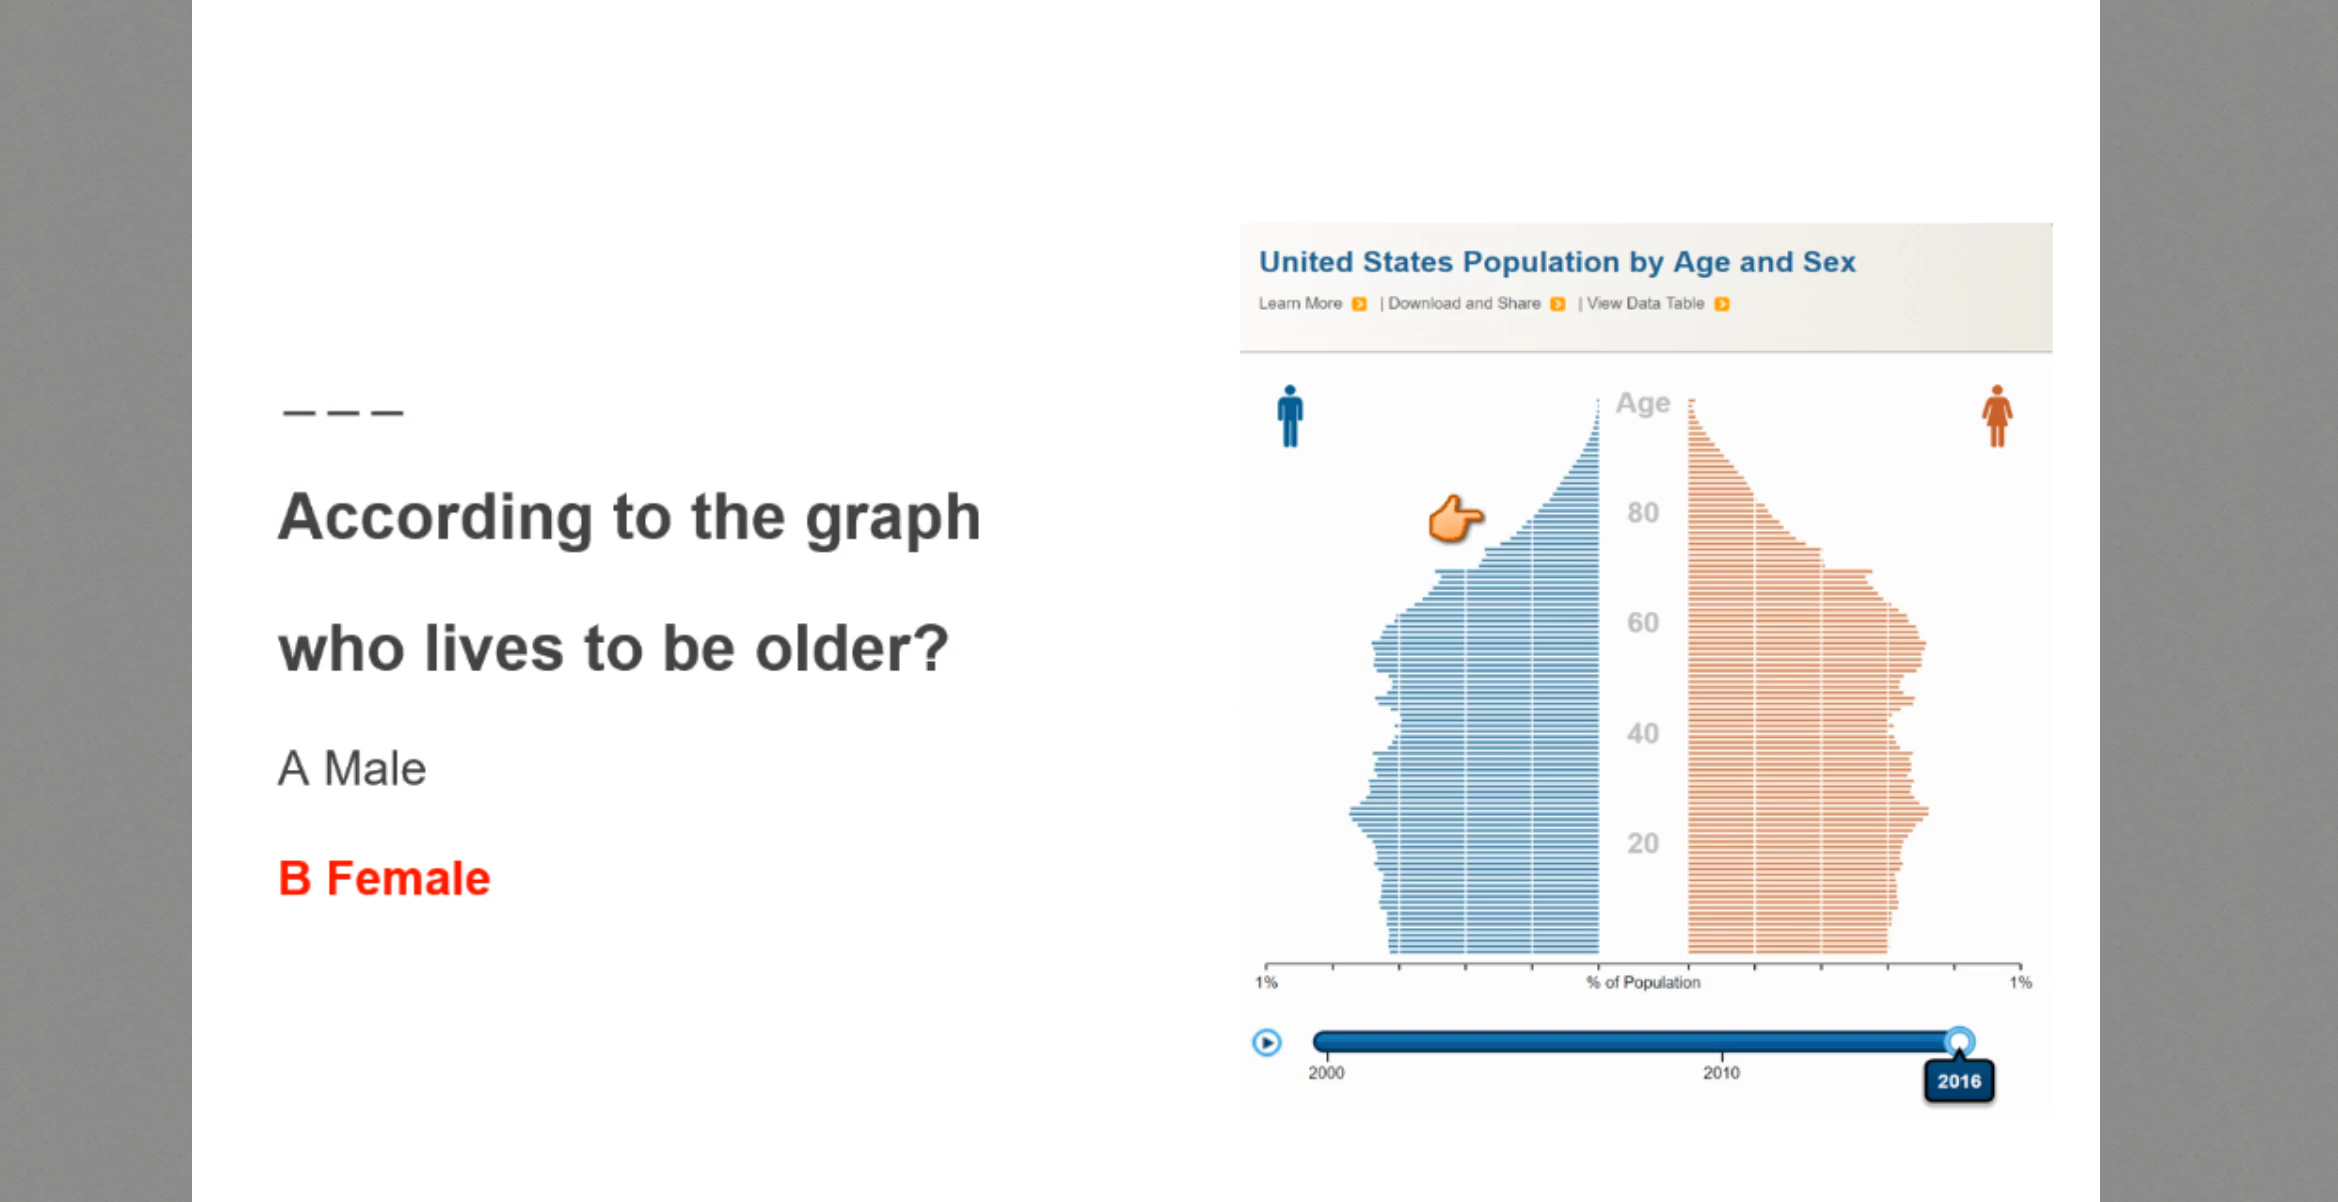 – – –
According to the graph
who lives to be older?
A Male
B Female
United States Population by Age and Sex
Learn More | Download and Share | View Data Table
Age
80
60
40
20
1% % of Population 1%
2000 2010
2016